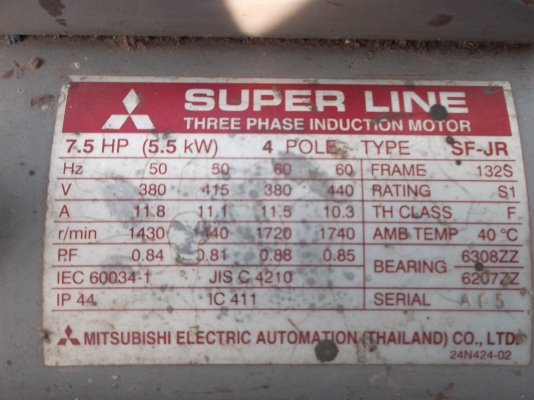 SUPER LINE
THREE PHASE INDUCTION MOTOR
7.5 HP (5.5 kW) 4 POLE TYPE SF-JR
Hz 50 50 60 60 FRAME 132S
V 380 415 380 440 RATING S1
A 11.8 11.1 11.5 10.3 TH CLASS F
r/min 1430 1440 1720 1740 AMB TEMP 40 °C
P.F 0.84 0.81 0.88 0.85 BEARING 6308ZZ
6207ZZ
IEC 60034-1 JIS C 4210
IP 44 IC 411 SERIAL
MITSUBISHI ELECTRIC AUTOMATION (THAILAND) CO., LTD.
24N424-02